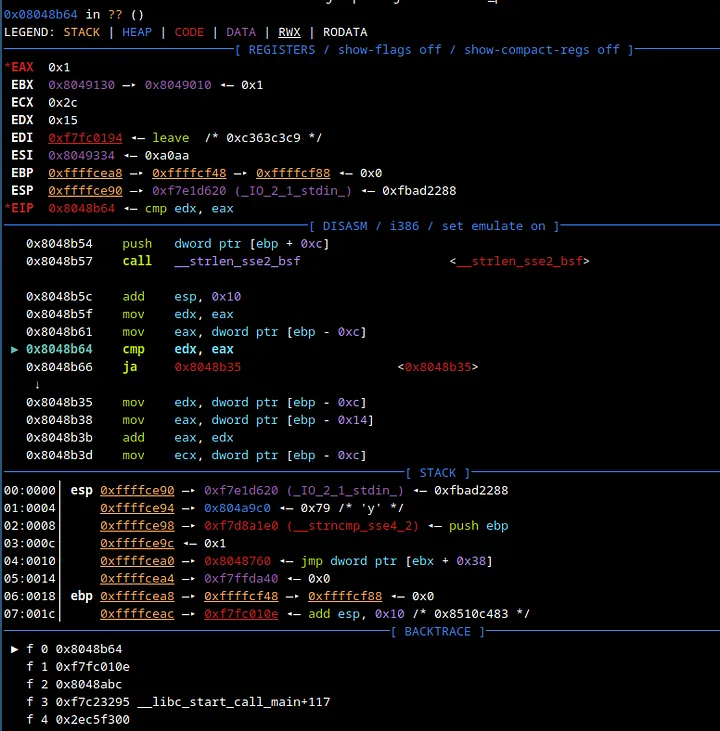 0x08048b64 in ?? ()
LEGEND: STACK | HEAP | CODE | DATA | RWX | RODATA
[ REGISTERS / show-flags off / show-compact-regs off ]
*EAX 0x1
EBX 0x8049130 —▸ 0x8049010 ◂— 0x1
ECX 0x2c
EDX 0x15
EDI 0xf7fc0194 ◂— leave /* 0xc363c3c9 */
ESI 0x8049334 ◂— 0xa0aa
EBP 0xffffcea8 —▸ 0xffffcf48 —▸ 0xffffcf88 ◂— 0x0
ESP 0xffffce90 —▸ 0xf7e1d620 (_IO_2_1_stdin_) ◂— 0xfbad2288
*EIP 0x8048b64 ◂— cmp edx, eax
[ DISASM / i386 / set emulate on ]
0x8048b54 push dword ptr [ebp + 0xc]
0x8048b57 call __strlen_sse2_bsf <__strlen_sse2_bsf>
0x8048b5c add esp, 0x10
0x8048b5f mov edx, eax
0x8048b61 mov eax, dword ptr [ebp - 0xc]
► 0x8048b64 cmp edx, eax
0x8048b66 ja 0x8048b35 <0x8048b35>
↓
0x8048b35 mov edx, dword ptr [ebp - 0xc]
0x8048b38 mov eax, dword ptr [ebp - 0x14]
0x8048b3b add eax, edx
0x8048b3d mov ecx, dword ptr [ebp - 0xc]
[ STACK ]
00:0000│ esp 0xffffce90 —▸ 0xf7e1d620 (_IO_2_1_stdin_) ◂— 0xfbad2288
01:0004│ 0xffffce94 —▸ 0x804a9c0 ◂— 0x79 /* 'y' */
02:0008│ 0xffffce98 —▸ 0xf7d8a1e0 (__strncmp_sse4_2) ◂— push ebp
03:000c│ 0xffffce9c ◂— 0x1
04:0010│ 0xffffcea0 —▸ 0x8048760 ◂— jmp dword ptr [ebx + 0x38]
05:0014│ 0xffffcea4 —▸ 0xf7ffda40 ◂— 0x0
06:0018│ ebp 0xffffcea8 —▸ 0xffffcf48 —▸ 0xffffcf88 ◂— 0x0
07:001c│ 0xffffceac —▸ 0xf7fc010e ◂— add esp, 0x10 /* 0x8510c483 */
[ BACKTRACE ]
► f 0 0x8048b64
f 1 0xf7fc010e
f 2 0x8048abc
f 3 0xf7c23295 __libc_start_call_main+117
f 4 0x2ec5f300